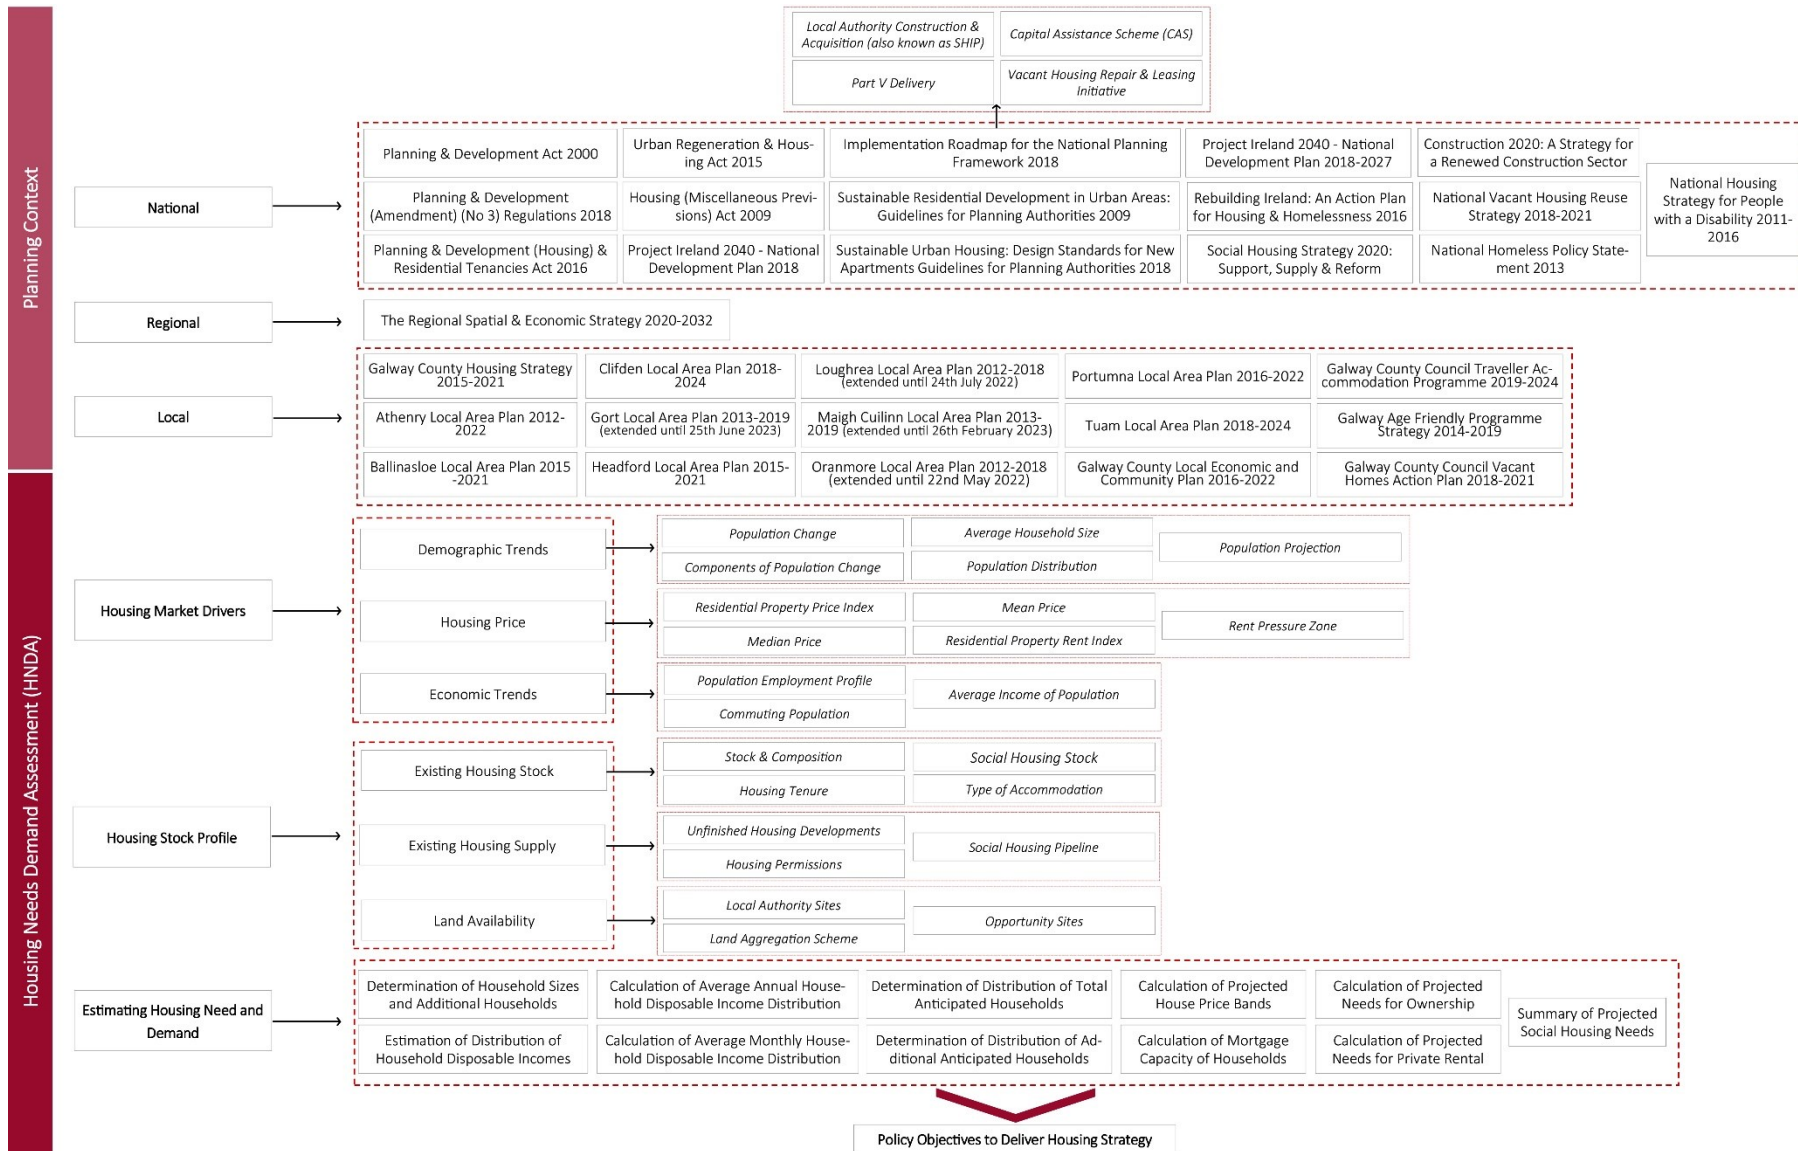 Planning Context
Housing Needs Demand Assessment (HNDA)
Local Authority Construction &
Acquisition (also known as SHIP)
Capital Assistance Scheme (CAS)
Part V Delivery
Vacant Housing Repair & Leasing
Initiative
National
Planning & Development Act 2000
Urban Regeneration & Hous-
ing Act 2015
Implementation Roadmap for the National Planning
Framework 2018
Project Ireland 2040 - National
Development Plan 2018-2027
Construction 2020: A Strategy for
a Renewed Construction Sector
Planning & Development
(Amendment) (No 3) Regulations 2018
Housing (Miscellaneous Previ-
sions) Act 2009
Sustainable Residential Development in Urban Areas:
Guidelines for Planning Authorities 2009
Rebuilding Ireland: An Action Plan
for Housing & Homelessness 2016
National Vacant Housing Reuse
Strategy 2018-2021
National Housing
Strategy for People
with a Disability 2011-
2016
Planning & Development (Housing) &
Residential Tenancies Act 2016
Project Ireland 2040 - National
Development Plan 2018
Sustainable Urban Housing: Design Standards for New
Apartments Guidelines for Planning Authorities 2018
Social Housing Strategy 2020:
Support, Supply & Reform
National Homeless Policy State-
ment 2013
Regional
The Regional Spatial & Economic Strategy 2020-2032
Local
Galway County Housing Strategy
2015-2021
Clifden Local Area Plan 2018-
2024
Loughrea Local Area Plan 2012-2018
(extended until 24th July 2022)
Portumna Local Area Plan 2016-2022
Galway County Council Traveller Ac-
commodation Programme 2019-2024
Athenry Local Area Plan 2012-
2022
Gort Local Area Plan 2013-2019
(extended until 25th June 2023)
Maigh Cuilinn Local Area Plan 2013-
2019 (extended until 26th February 2023)
Tuam Local Area Plan 2018-2024
Galway Age Friendly Programme
Strategy 2014-2019
Ballinasloe Local Area Plan 2015
-2021
Headford Local Area Plan 2015-
2021
Oranmore Local Area Plan 2012-2018
(extended until 22nd May 2022)
Galway County Local Economic and
Community Plan 2016-2022
Galway County Council Vacant
Homes Action Plan 2018-2021
Housing Market Drivers
Demographic Trends
Population Change
Average Household Size
Population Projection
Components of Population Change
Population Distribution
Housing Price
Residential Property Price Index
Mean Price
Rent Pressure Zone
Median Price
Residential Property Rent Index
Economic Trends
Population Employment Profile
Average Income of Population
Commuting Population
Housing Stock Profile
Existing Housing Stock
Stock & Composition
Social Housing Stock
Housing Tenure
Type of Accommodation
Existing Housing Supply
Unfinished Housing Developments
Social Housing Pipeline
Housing Permissions
Land Availability
Local Authority Sites
Opportunity Sites
Land Aggregation Scheme
Estimating Housing Need and
Demand
Determination of Household Sizes
and Additional Households
Calculation of Average Annual House-
hold Disposable Income Distribution
Determination of Distribution of Total
Anticipated Households
Calculation of Projected
House Price Bands
Calculation of Projected
Needs for Ownership
Summary of Projected
Social Housing Needs
Estimation of Distribution of
Household Disposable Incomes
Calculation of Average Monthly House-
hold Disposable Income Distribution
Determination of Distribution of Ad-
ditional Anticipated Households
Calculation of Mortgage
Capacity of Households
Calculation of Projected
Needs for Private Rental
Policy Objectives to Deliver Housing Strategy